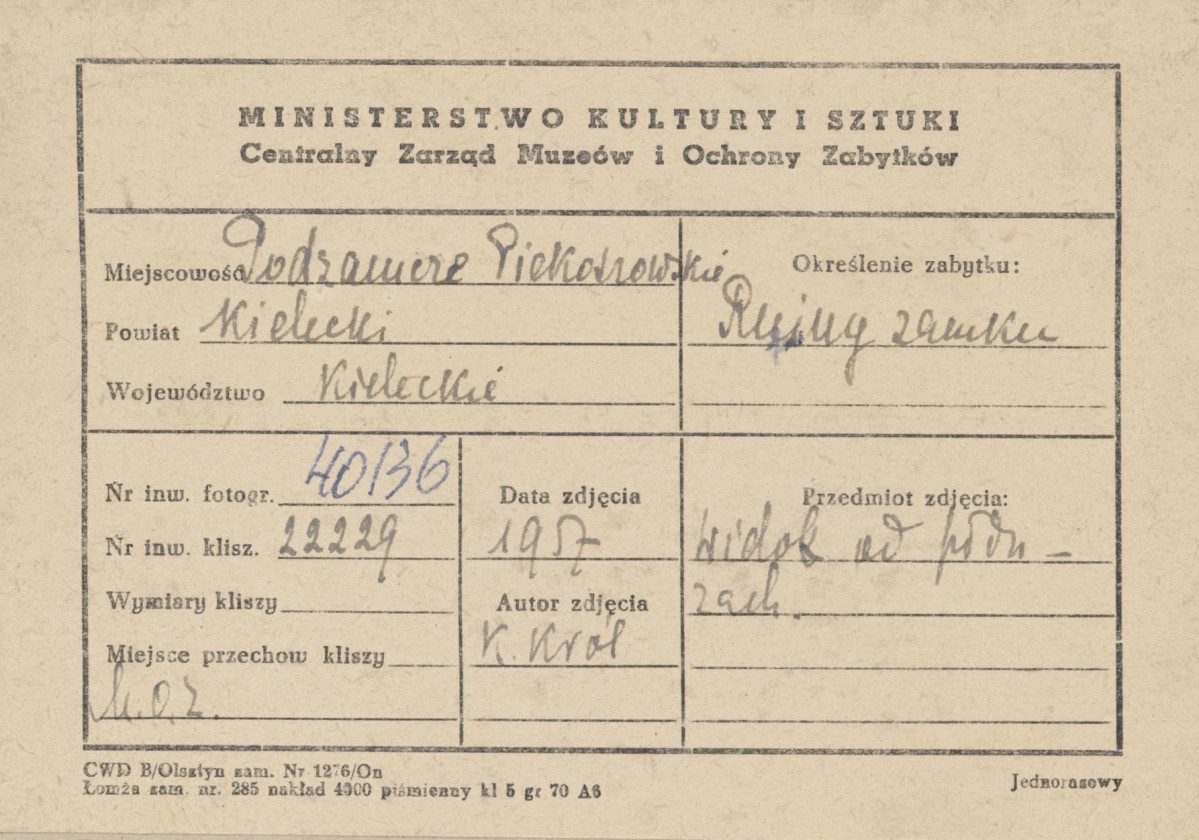 MINISTERSTWO KULTURY I SZTUKI
Centralny Zarząd Muzeów i Ochrony Zabytków
Miejscowość Podzamcze Piekoszowskie
Powiat Kielecki
Województwo Kieleckie
Określenie zabytku:
Ruiny zamku
Nr inw. fotogr. 40136
Nr inw. klisz. 22229
Wymiary kliszy
Miejsce przechow kliszy
M.O.Z.
Data zdjęcia
1957
Autor zdjęcia
K. Król
Przedmiot zdjęcia:
Widok od płdn –
zach.
CWD B/Olsztyn zam. Nr 1276/On
Łomża zam. nr. 285 nakład 4000 piśmienny kl 5 gr 70 A6
Jednorazowy